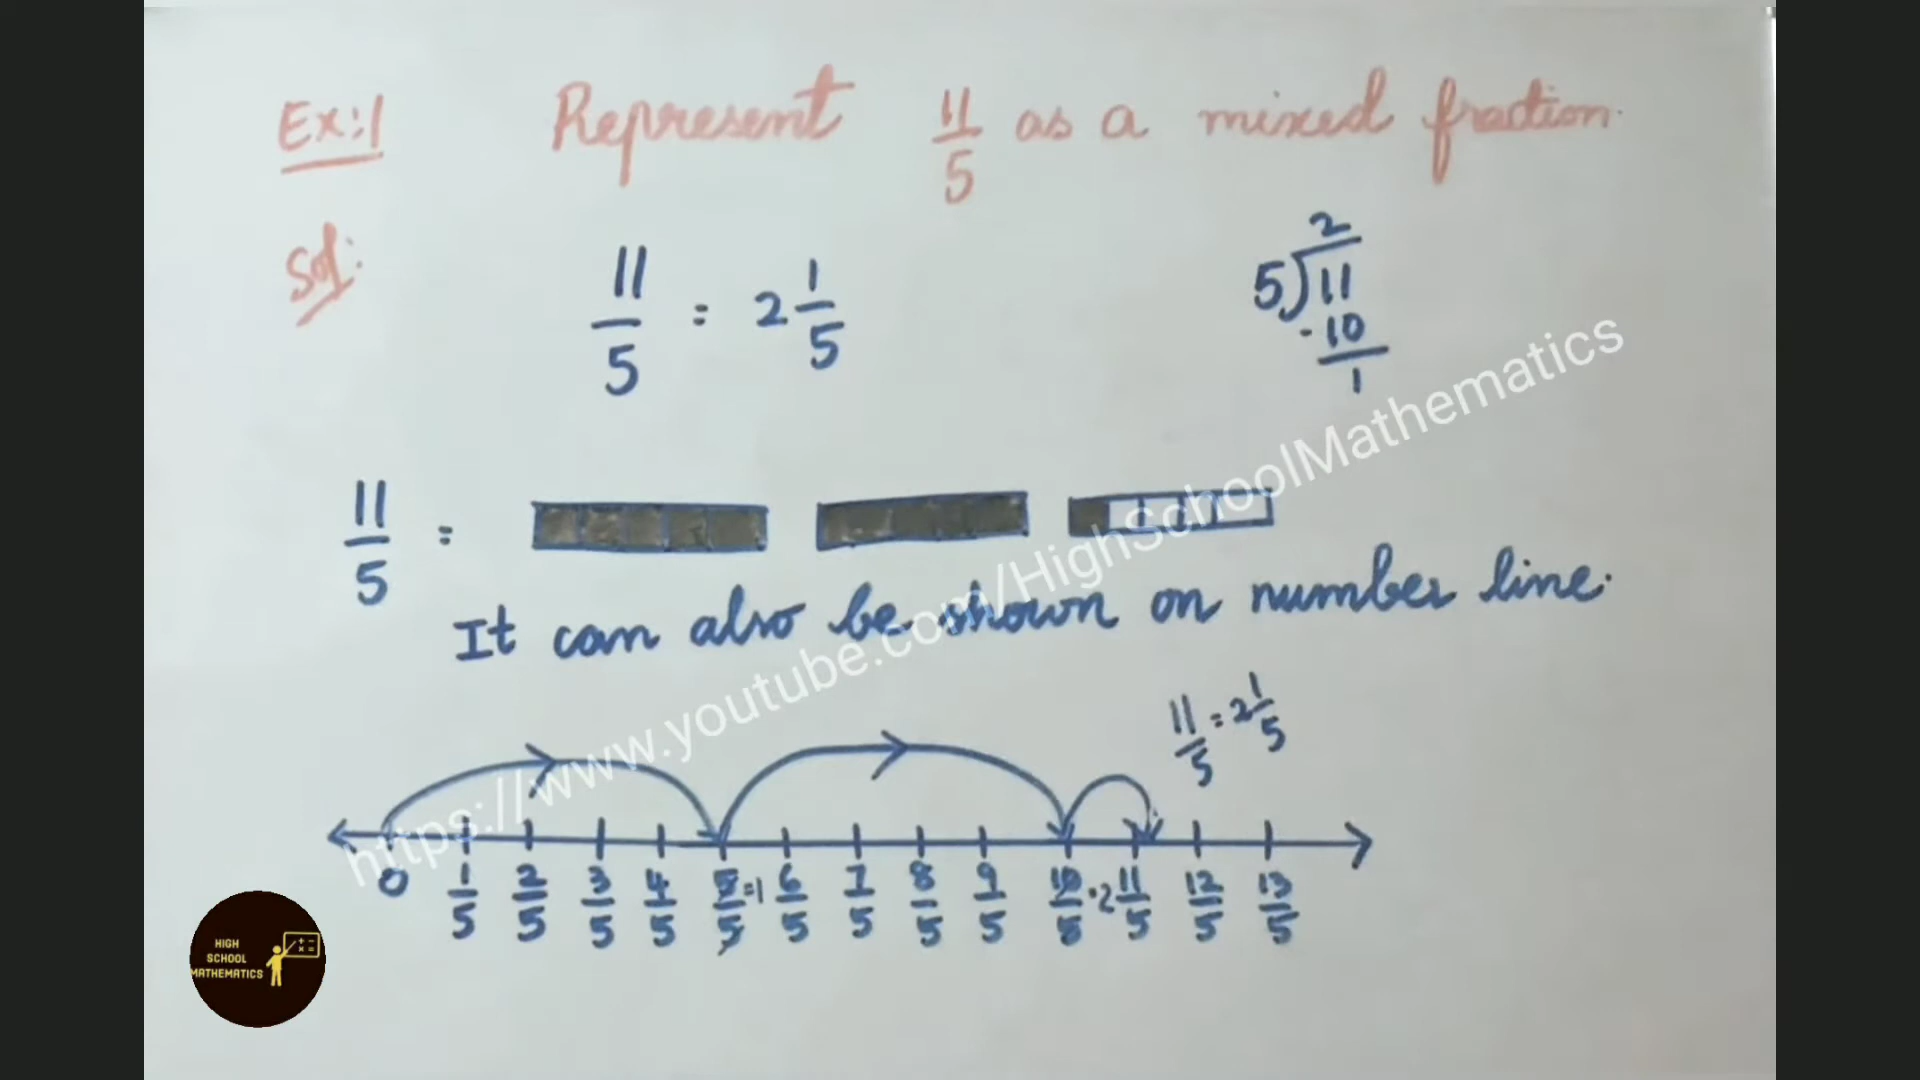 Ex:1 Represent 11/5 as a mixed fraction.
Sol:
11/5 = 2 1/5
2
5)11
-10
1
11/5 =
It can also be shown on number line.
11/5 = 2 1/5
0 1/5 2/5 3/5 4/5 5/5=1 6/5 7/5 8/5 9/5 10/5=2 11/5 12/5 13/5
https://www.youtube.com/HighSchoolMathematics
HIGH
SCHOOL
MATHEMATICS
+ −
× =